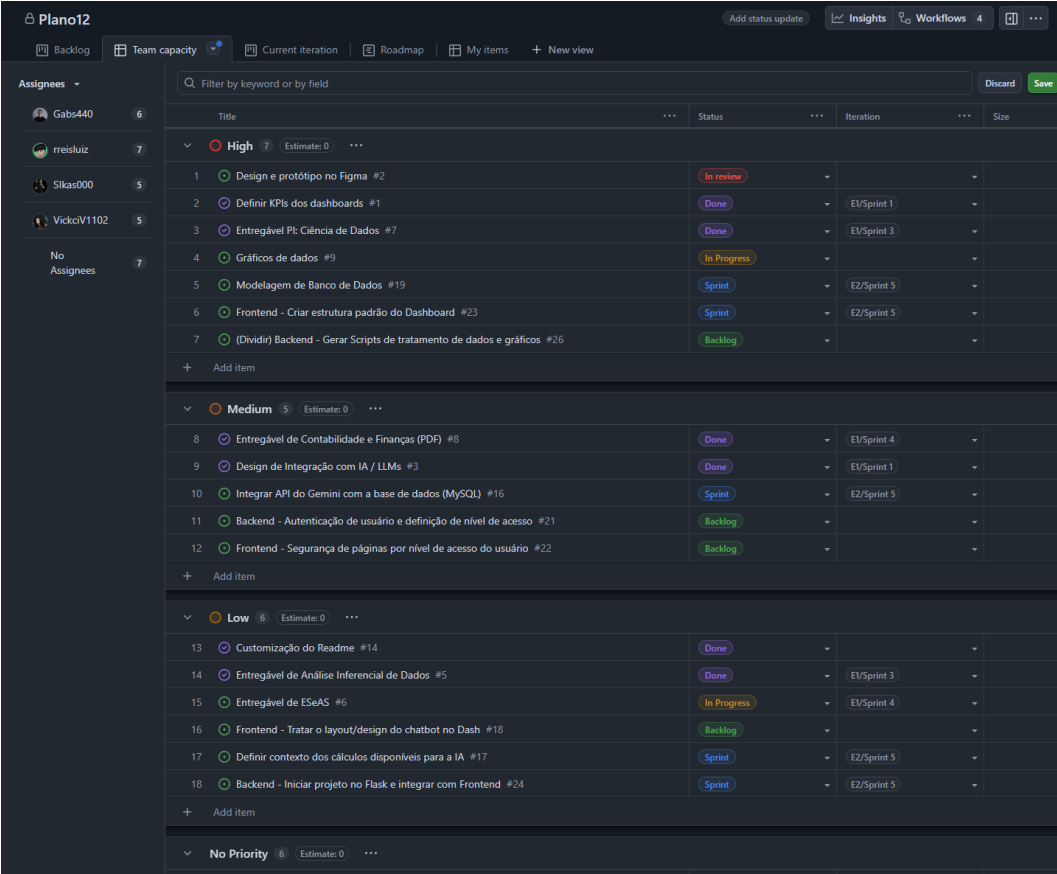 Plano12
Add status update
Insights
Workflows 4
Backlog
Team capacity
Current iteration
Roadmap
My items
+ New view
Assignees
Gabs440 6
rreisluiz 7
SIkas000 5
VickciV1102 5
No Assignees 7
Filter by keyword or by field
Discard
Save
Title Status Iteration Size
High 7 Estimate: 0
1 Design e protótipo no Figma #2 In review
2 Definir KPIs dos dashboards #1 Done E1/Sprint 1
3 Entregável PI: Ciência de Dados #7 Done E1/Sprint 3
4 Gráficos de dados #9 In Progress
5 Modelagem de Banco de Dados #19 Sprint E2/Sprint 5
6 Frontend - Criar estrutura padrão do Dashboard #23 Sprint E2/Sprint 5
7 (Dividir) Backend - Gerar Scripts de tratamento de dados e gráficos #26 Backlog
+ Add item
Medium 5 Estimate: 0
8 Entregável de Contabilidade e Finanças (PDF) #8 Done E1/Sprint 4
9 Design de Integração com IA / LLMs #3 Done E1/Sprint 1
10 Integrar API do Gemini com a base de dados (MySQL) #16 Sprint E2/Sprint 5
11 Backend - Autenticação de usuário e definição de nível de acesso #21 Backlog
12 Frontend - Segurança de páginas por nível de acesso do usuário #22 Backlog
+ Add item
Low 6 Estimate: 0
13 Customização do Readme #14 Done
14 Entregável de Análise Inferencial de Dados #5 Done E1/Sprint 3
15 Entregável de ESeAS #6 In Progress E1/Sprint 4
16 Frontend - Tratar o layout/design do chatbot no Dash #18 Backlog
17 Definir contexto dos cálculos disponíveis para a IA #17 Sprint E2/Sprint 5
18 Backend - Iniciar projeto no Flask e integrar com Frontend #24 Sprint E2/Sprint 5
+ Add item
No Priority 6 Estimate: 0